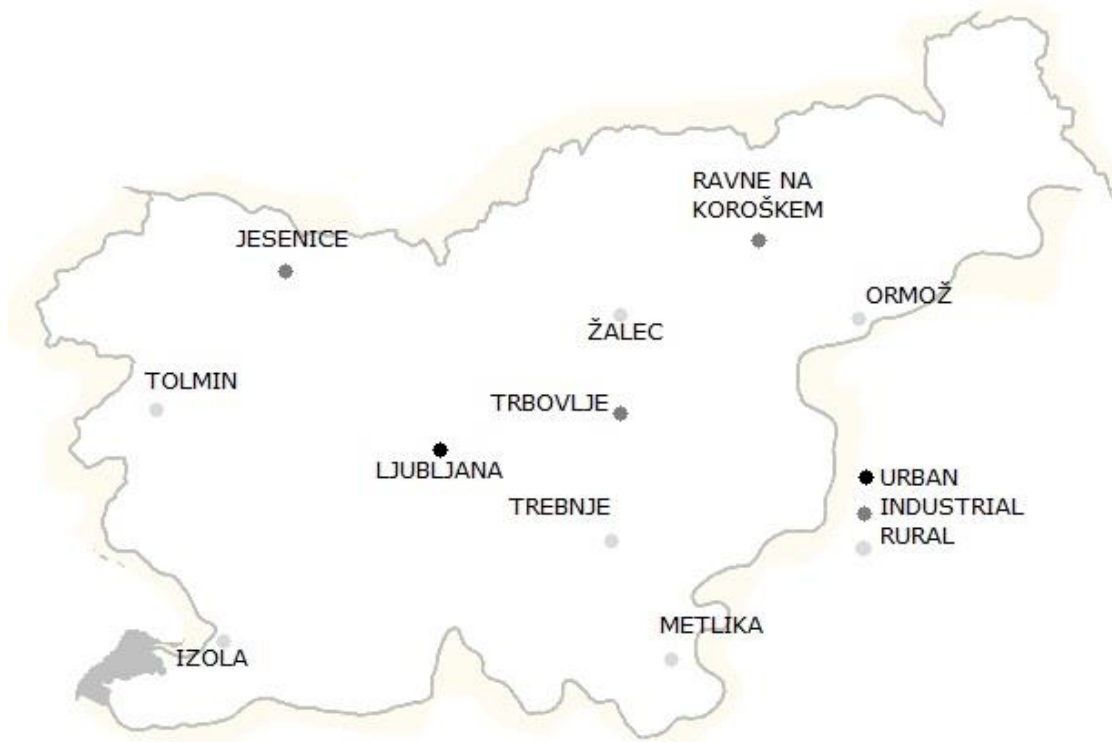 RAVNE NA
KOROŠKEM
JESENICE
ORMOŽ
ŽALEC
TOLMIN
TRBOVLJE
LJUBLJANA
URBAN
TREBNJE
INDUSTRIAL
RURAL
METLIKA
IZOLA